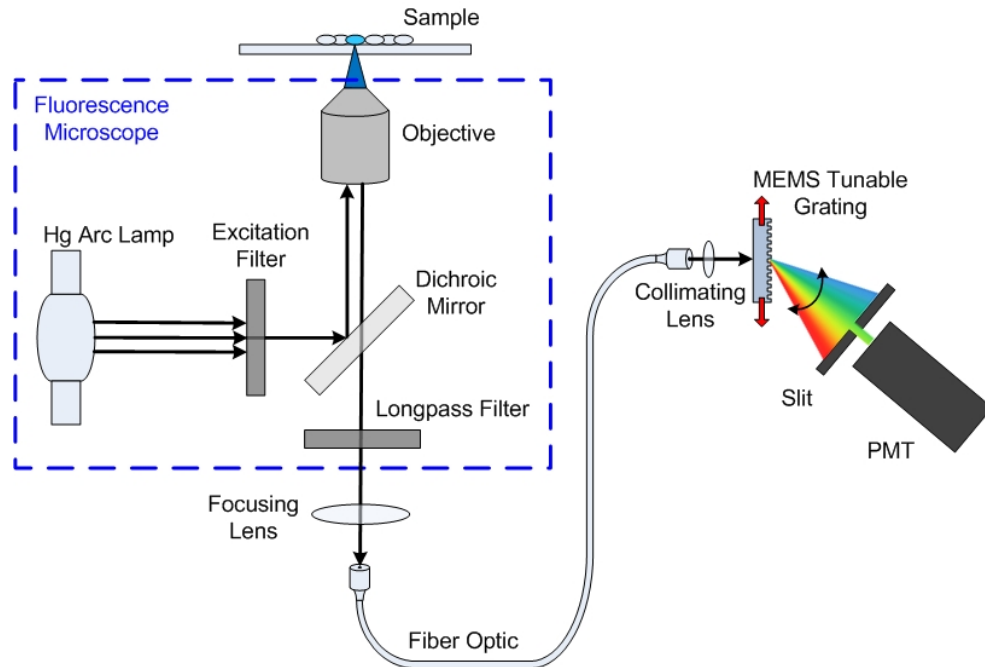 Sample
Fluorescence
Microscope
Objective
MEMS Tunable
Grating
Hg Arc Lamp
Excitation
Filter
Dichroic
Mirror
Collimating
Lens
Slit
Longpass Filter
PMT
Focusing
Lens
Fiber Optic